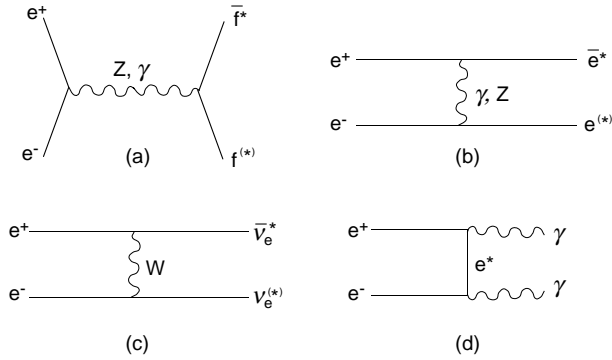 e+ f̄*
Z, γ
e- f(*)
(a)
e+ ē*
γ, Z
e- e(*)
(b)
e+ ν̄e*
W
e- νe(*)
(c)
e+ γ
e*
e- γ
(d)